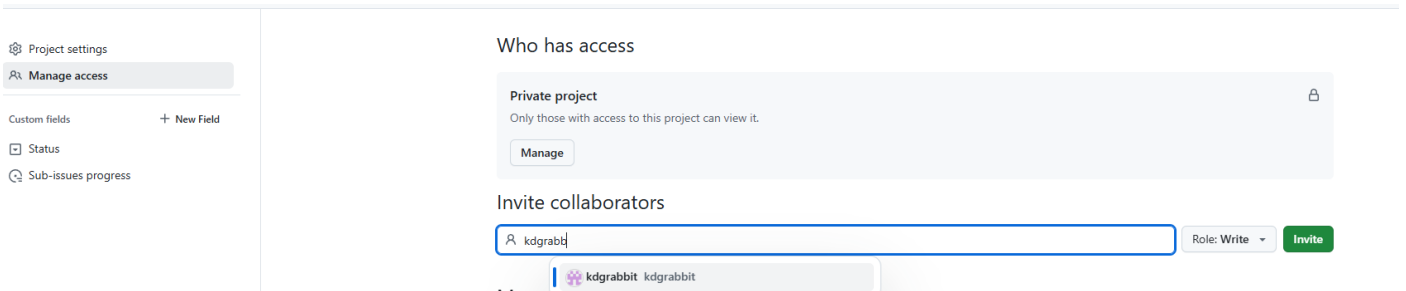 Project settings
Manage access
Custom fields
New Field
Status
Sub-issues progress
Who has access
Private project
Only those with access to this project can view it.
Manage
Invite collaborators
kdgrabb
Role: Write
Invite
kdgrabbit kdgrabbit